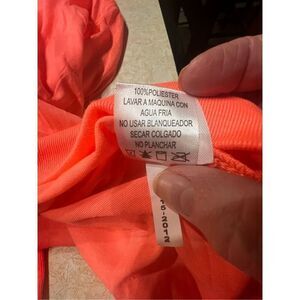 100%POLIESTER
LAVAR A MAQUINA CON
AGUA FRIA
NO USAR BLANQUEADOR
SECAR COLGADO
NO PLANCHAR